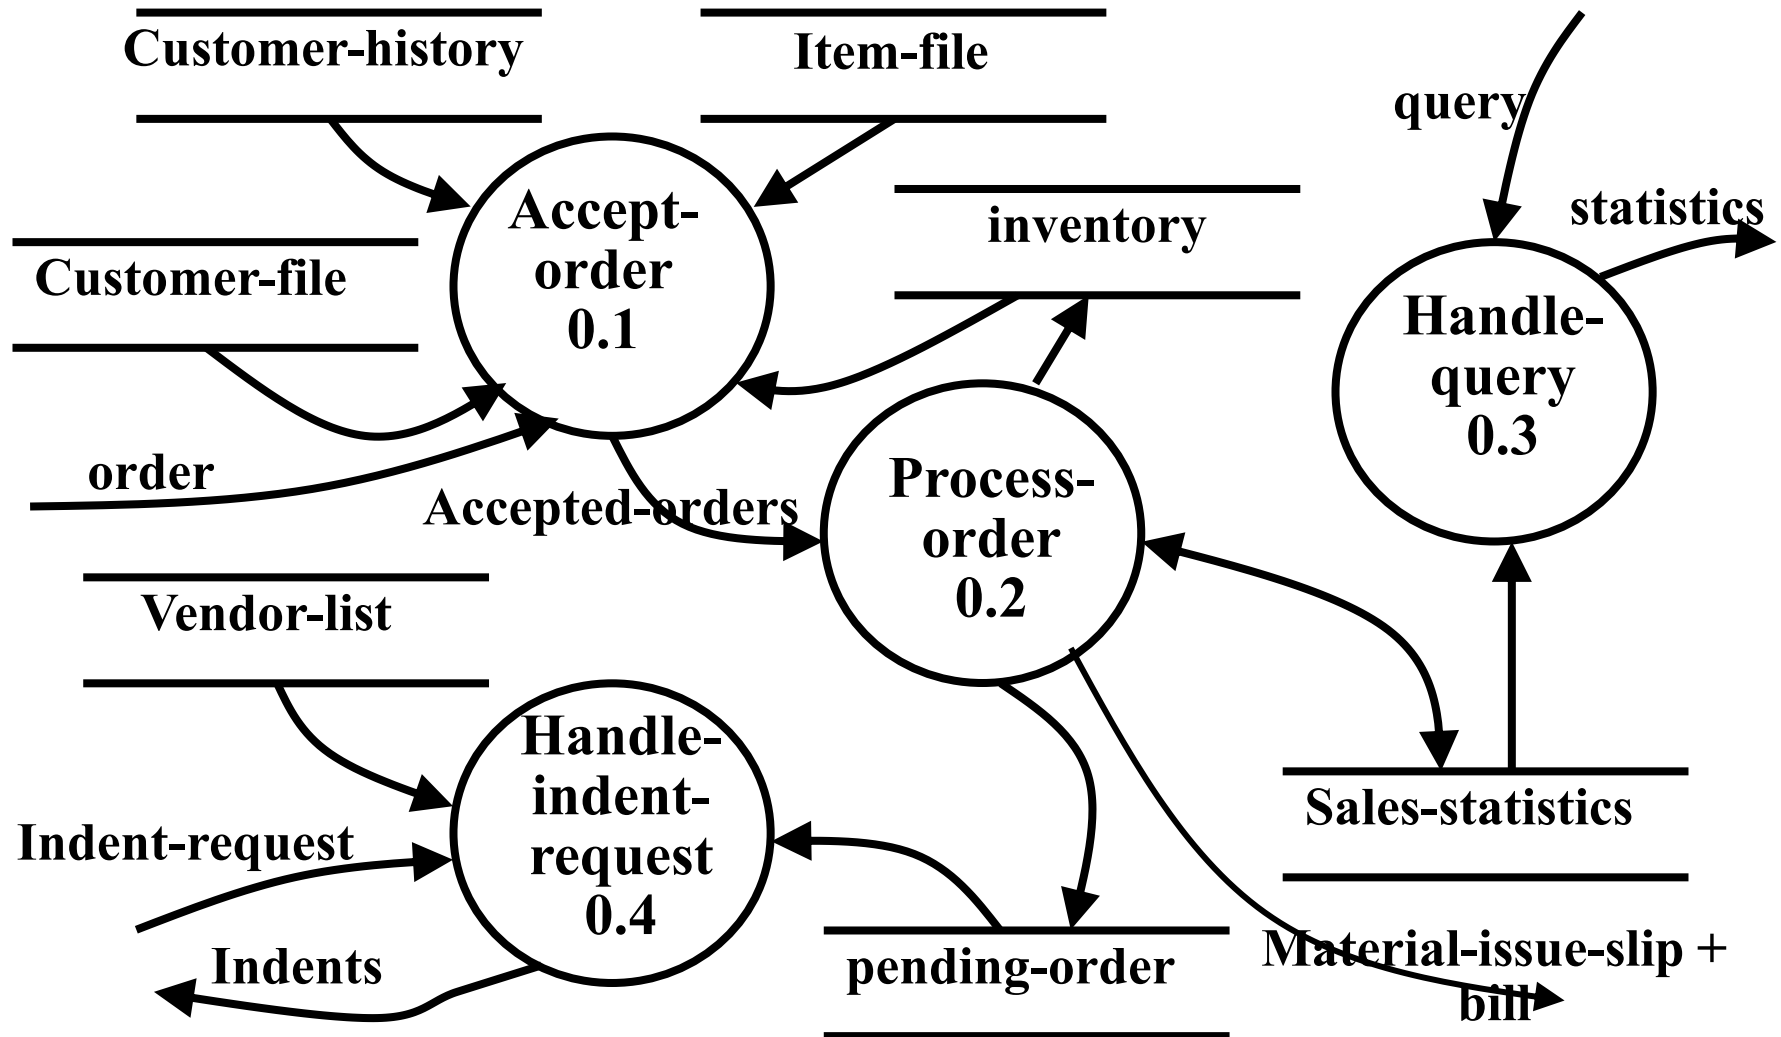 Customer-history
Item-file
query
Accept-
order
0.1
statistics
inventory
Customer-file
Handle-
query
0.3
order
Accepted-orders
Process-
order
0.2
Vendor-list
Handle-
indent-
request
0.4
Sales-statistics
Indent-request
Indents
pending-order
Material-issue-slip +
bill